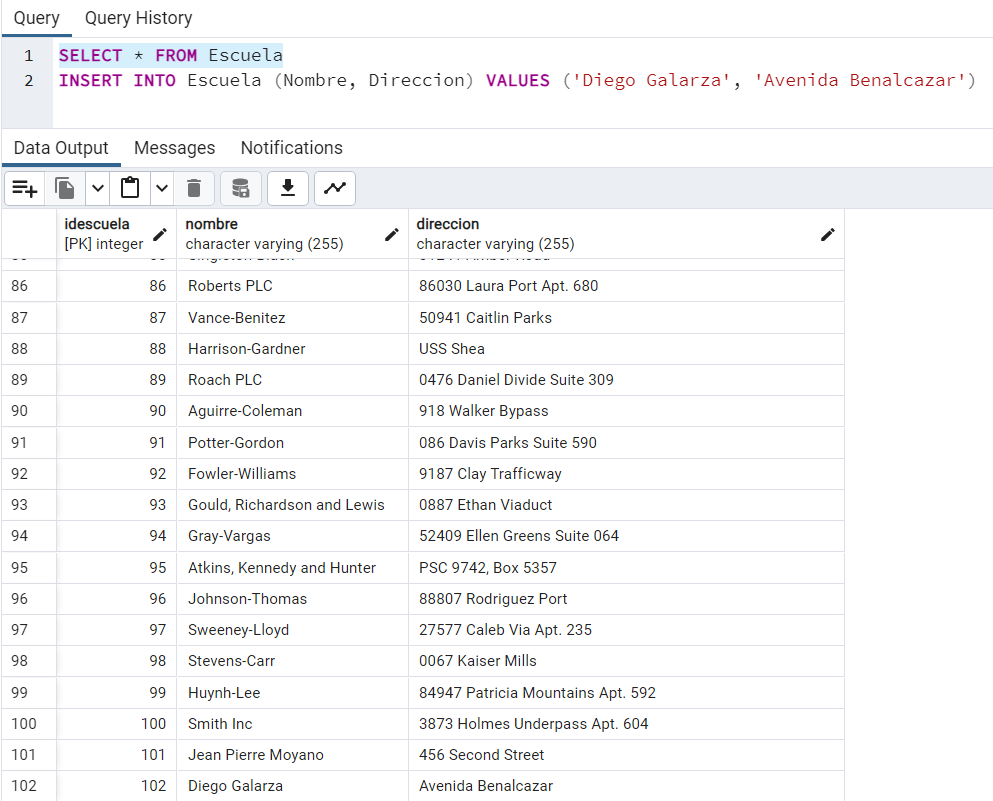 Query Query History
1 SELECT * FROM Escuela
2 INSERT INTO Escuela (Nombre, Direccion) VALUES ('Diego Galarza', 'Avenida Benalcazar')
Data Output Messages Notifications
idescuela nombre direccion
[PK] integer character varying (255) character varying (255)
86 86 Roberts PLC 86030 Laura Port Apt. 680
87 87 Vance-Benitez 50941 Caitlin Parks
88 88 Harrison-Gardner USS Shea
89 89 Roach PLC 0476 Daniel Divide Suite 309
90 90 Aguirre-Coleman 918 Walker Bypass
91 91 Potter-Gordon 086 Davis Parks Suite 590
92 92 Fowler-Williams 9187 Clay Trafficway
93 93 Gould, Richardson and Lewis 0887 Ethan Viaduct
94 94 Gray-Vargas 52409 Ellen Greens Suite 064
95 95 Atkins, Kennedy and Hunter PSC 9742, Box 5357
96 96 Johnson-Thomas 88807 Rodriguez Port
97 97 Sweeney-Lloyd 27577 Caleb Via Apt. 235
98 98 Stevens-Carr 0067 Kaiser Mills
99 99 Huynh-Lee 84947 Patricia Mountains Apt. 592
100 100 Smith Inc 3873 Holmes Underpass Apt. 604
101 101 Jean Pierre Moyano 456 Second Street
102 102 Diego Galarza Avenida Benalcazar